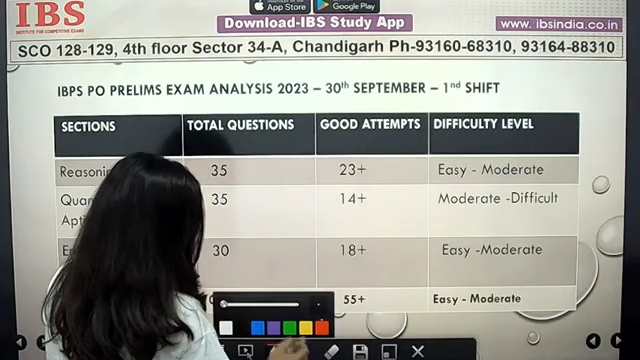 IBS
INSTITUTE FOR COMPETITIVE EXAMS
App Store
Google Play
Download-IBS Study App
www.ibsindia.co.in
SCO 128-129, 4th floor Sector 34-A, Chandigarh Ph-93160-68310, 93164-88310
IBPS PO PRELIMS EXAM ANALYSIS 2023 – 30th SEPTEMBER – 1nd SHIFT
SECTIONS TOTAL QUESTIONS GOOD ATTEMPTS DIFFICULTY LEVEL
35 23+ Easy - Moderate
35 14+ Moderate -Difficult
30 18+ Easy -Moderate
55+ Easy - Moderate